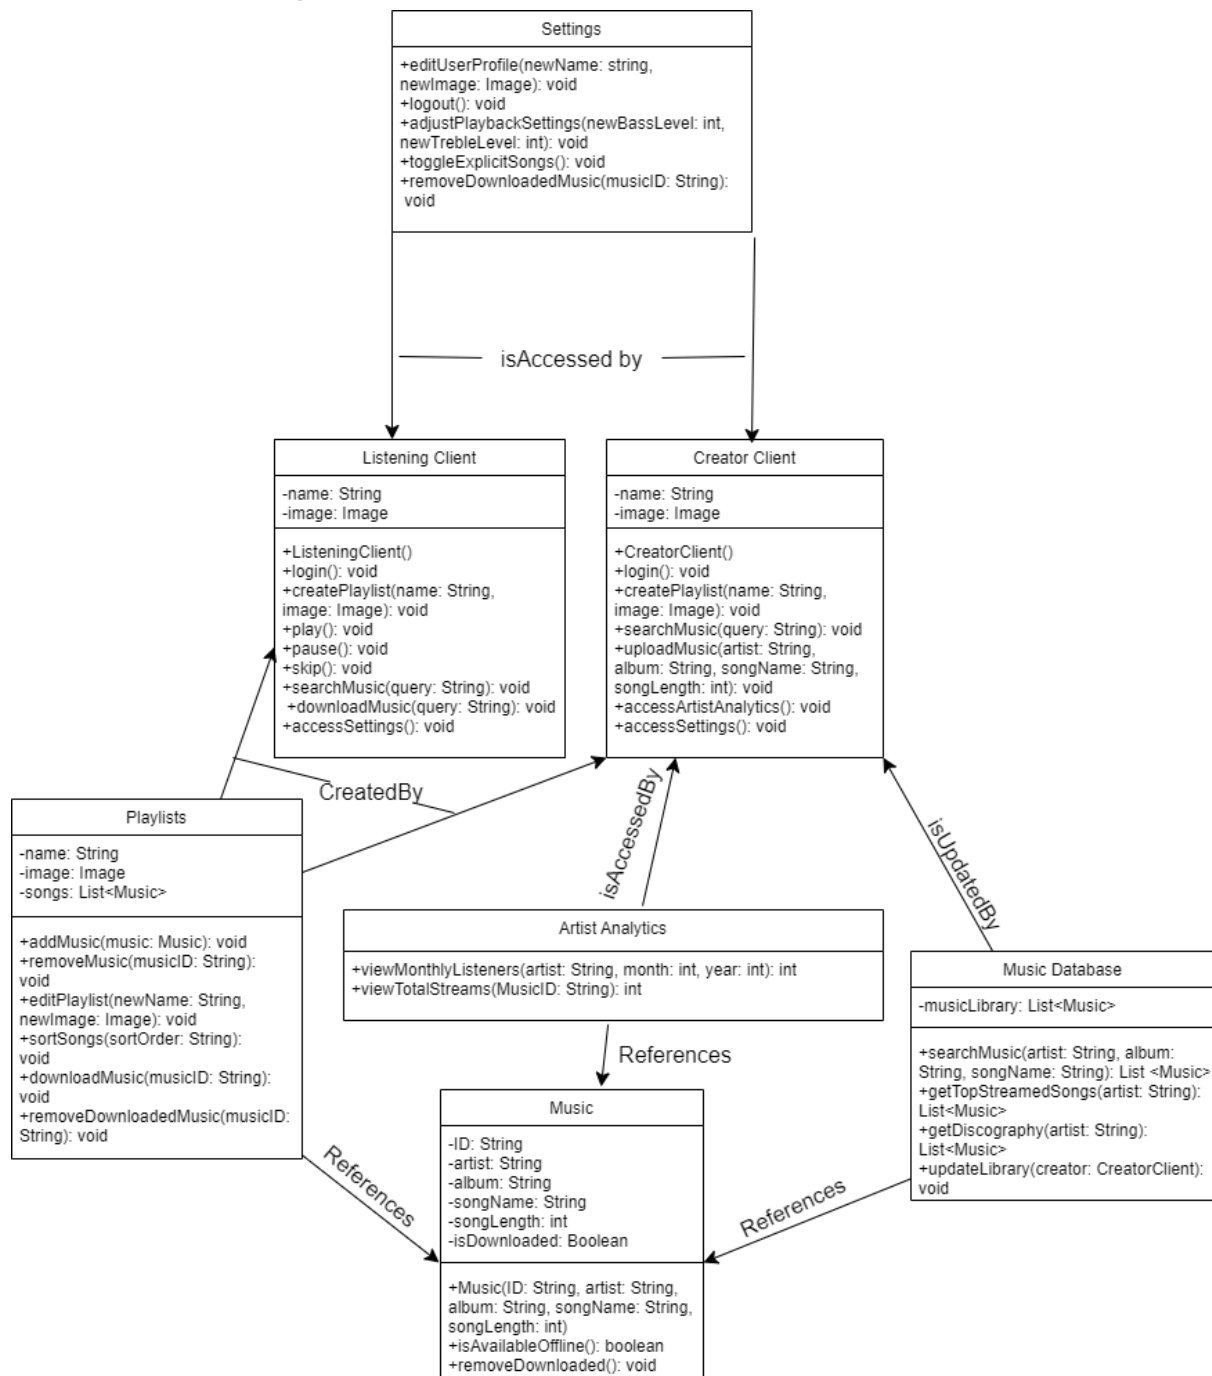 Settings
+editUserProfile(newName: string,
newImage: Image): void
+logout(): void
+adjustPlaybackSettings(newBassLevel: int,
newTrebleLevel: int): void
+toggleExplicitSongs(): void
+removeDownloadedMusic(musicID: String):
void
isAccessed by
Listening Client
-name: String
-image: Image
+ListeningClient()
+login(): void
+createPlaylist(name: String,
image: Image): void
+play(): void
+pause(): void
+skip(): void
+searchMusic(query: String): void
+downloadMusic(query: String): void
+accessSettings(): void
Creator Client
-name: String
-image: Image
+CreatorClient()
+login(): void
+createPlaylist(name: String,
image: Image): void
+searchMusic(query: String): void
+uploadMusic(artist: String,
album: String, songName: String,
songLength: int): void
+accessArtistAnalytics(): void
+accessSettings(): void
CreatedBy
isAccessedBy
isUpdatedBy
Playlists
-name: String
-image: Image
-songs: List<Music>
+addMusic(music: Music): void
+removeMusic(musicID: String):
void
+editPlaylist(newName: String,
newImage: Image): void
+sortSongs(sortOrder: String):
void
+downloadMusic(musicID: String):
void
+removeDownloadedMusic(musicID:
String): void
Artist Analytics
+viewMonthlyListeners(artist: String, month: int, year: int): int
+viewTotalStreams(MusicID: String): int
Music Database
-musicLibrary: List<Music>
+searchMusic(artist: String, album:
String, songName: String): List <Music>
+getTopStreamedSongs(artist: String):
List<Music>
+getDiscography(artist: String):
List<Music>
+updateLibrary(creator: CreatorClient):
void
References
References
References
Music
-ID: String
-artist: String
-album: String
-songName: String
-songLength: int
-isDownloaded: Boolean
+Music(ID: String, artist: String,
album: String, songName: String,
songLength: int)
+isAvailableOffline(): boolean
+removeDownloaded(): void